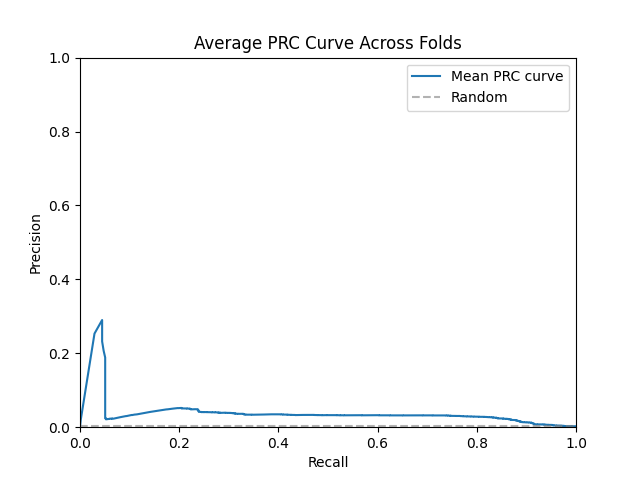 Average PRC Curve Across Folds
Mean PRC curve
Random
Precision
1.0
0.8
0.6
0.4
0.2
0.0
0.0 0.2 0.4 0.6 0.8 1.0
Recall